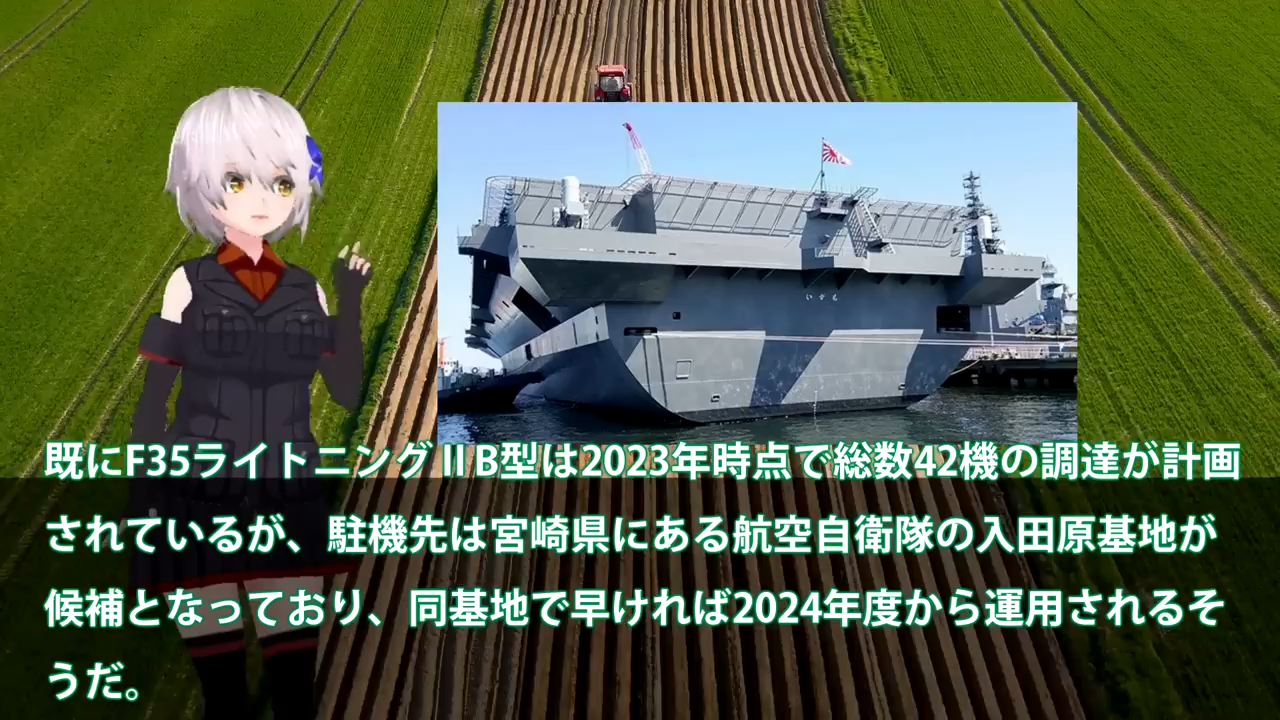 いずも
既にF35ライトニングⅡB型は2023年時点で総数42機の調達が計画
されているが、駐機先は宮崎県にある航空自衛隊の入田原基地が
候補となっており、同基地で早ければ2024年度から運用されるそ
うだ。